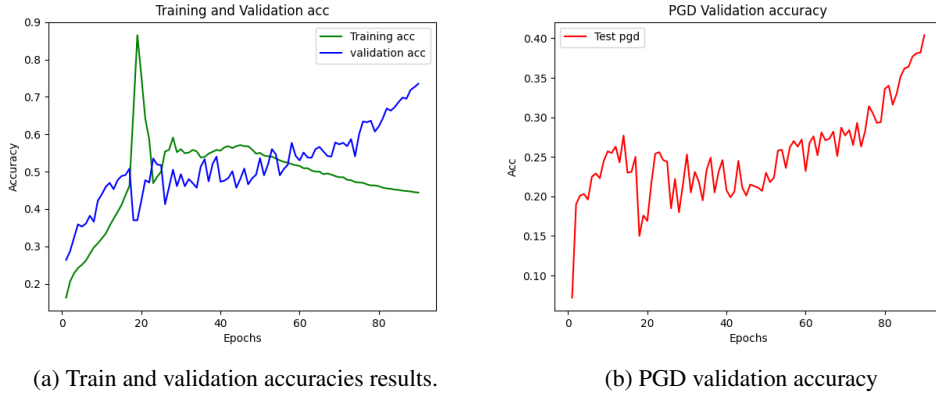 Training and Validation acc
0.9
0.8
0.7
0.6
0.5
0.4
0.3
0.2
Accuracy
Training acc
validation acc
0
20
40
60
80
Epochs
(a) Train and validation accuracies results.
PGD Validation accuracy
0.40
0.35
0.30
0.25
0.20
0.15
0.10
Acc
Test pgd
0
20
40
60
80
Epochs
(b) PGD validation accuracy